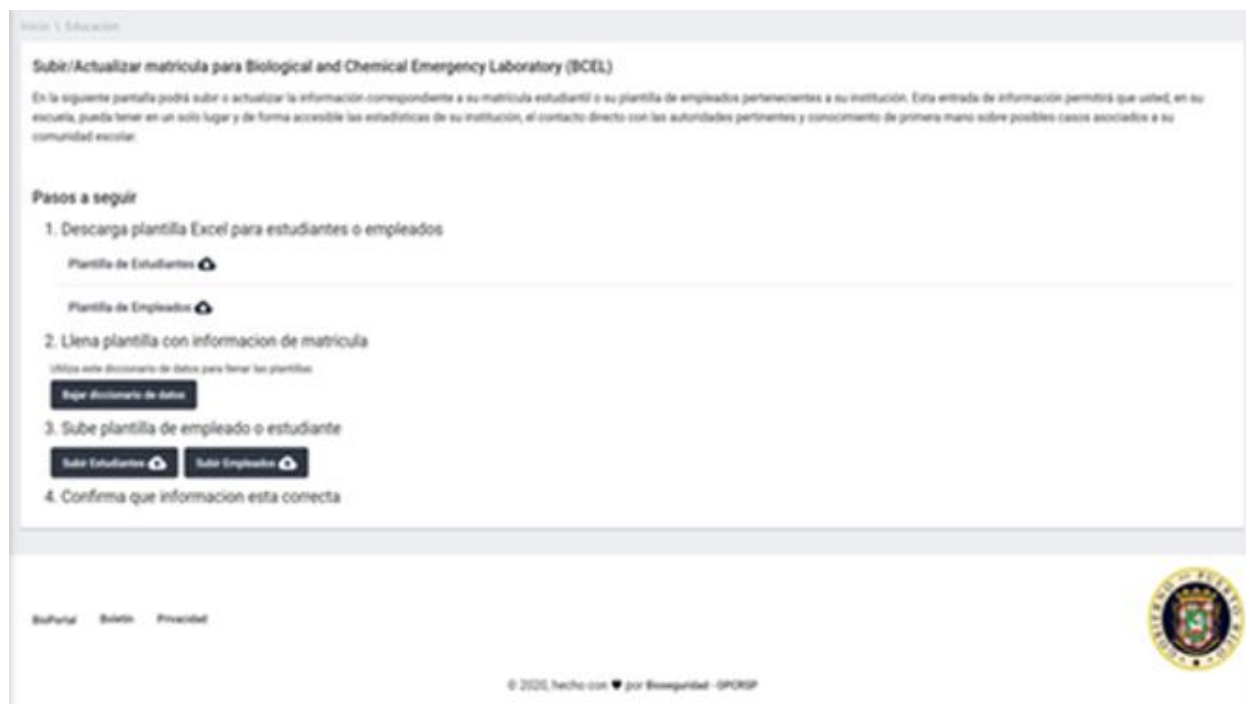 Inicio \ Educación
Subir/Actualizar matricula para Biological and Chemical Emergency Laboratory (BCEL)
En la siguiente pantalla podrá subir o actualizar la información correspondiente a su matrícula estudiantil o su plantilla de empleados pertenecientes a su institución. Esta entrada de información permitirá que usted, en su
escuela, pueda tener en un solo lugar y de forma accesible las estadísticas de su institución, el contacto directo con las autoridades pertinentes y conocimiento de primera mano sobre posibles casos asociados a su
comunidad escolar.
Pasos a seguir
1. Descarga plantilla Excel para estudiantes o empleados
Plantilla de Estudiantes
Plantilla de Empleados
2. Llena plantilla con informacion de matricula
Utiliza este diccionario de datos para llenar las plantillas
Bajar diccionario de datos
3. Sube plantilla de empleado o estudiante
Subir Estudiantes Subir Empleados
4. Confirma que informacion esta correcta
GOBIERNO DE PUERTO RICO
BioPortal Boletín Privacidad
© 2020, hecho con por Bioseguridad - GPCRSP